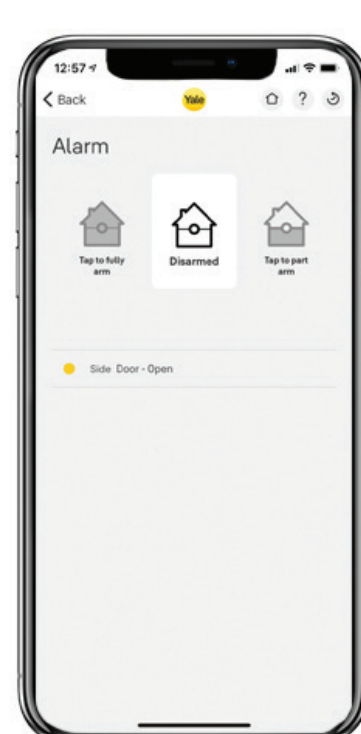 12:57
Back
Yale
?
Alarm
Tap to fully
arm
Disarmed
Tap to part
arm
Side Door - Open